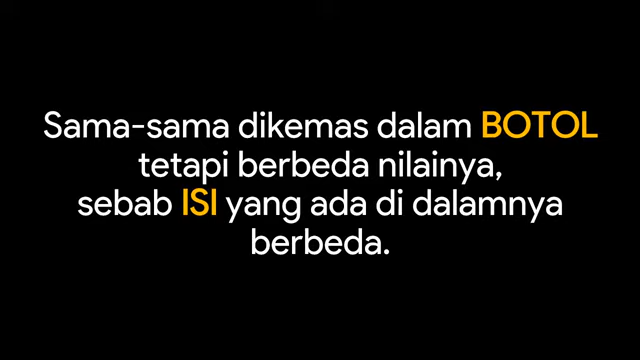 Sama-sama dikemas dalam BOTOL
tetapi berbeda nilainya,
sebab ISI yang ada di dalamnya
berbeda.